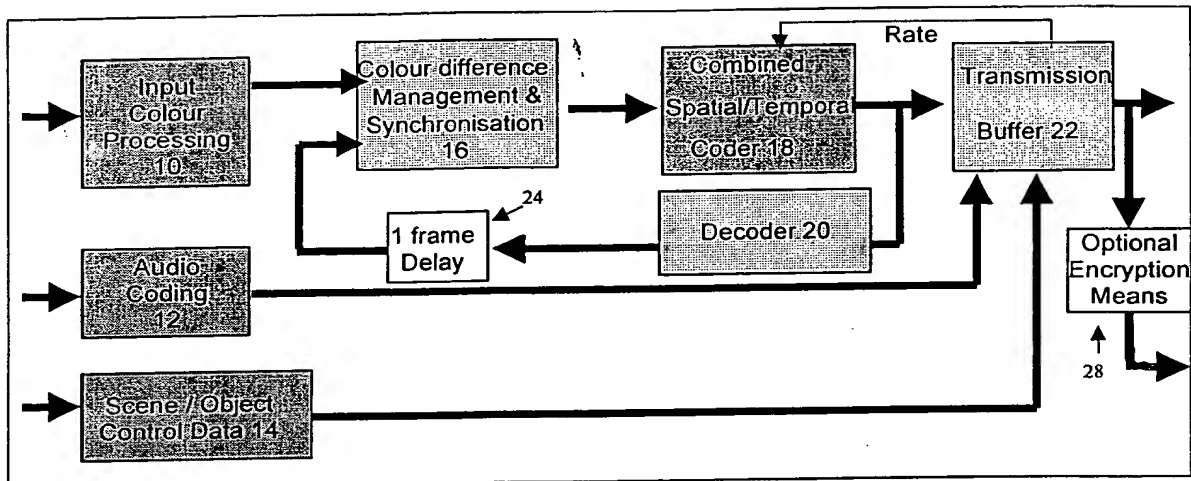 Input
Colour
Processing
10
Colour difference
Management &
Synchronisation
16
Combined
Spatial/Temporal
Coder 18
Rate
Transmission
Buffer 22
24
1 frame
Delay
Decoder 20
Audio
Coding
12
Optional
Encryption
Means
28
Scene / Object
Control Data 14